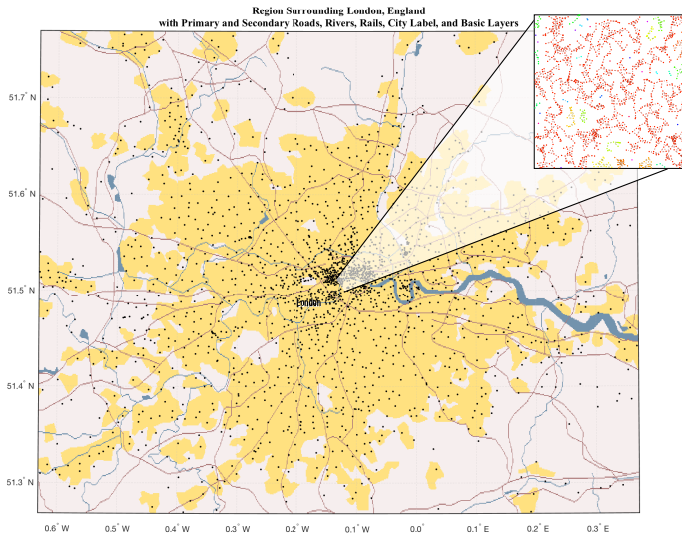 Region Surrounding London, England
with Primary and Secondary Roads, Rivers, Rails, City Label, and Basic Layers
51.7° N
51.6° N
51.5° N
London
51.4° N
51.3° N
0.6° W 0.5° W 0.4° W 0.3° W 0.2° W 0.1° W 0.0° 0.1° E 0.2° E 0.3° E